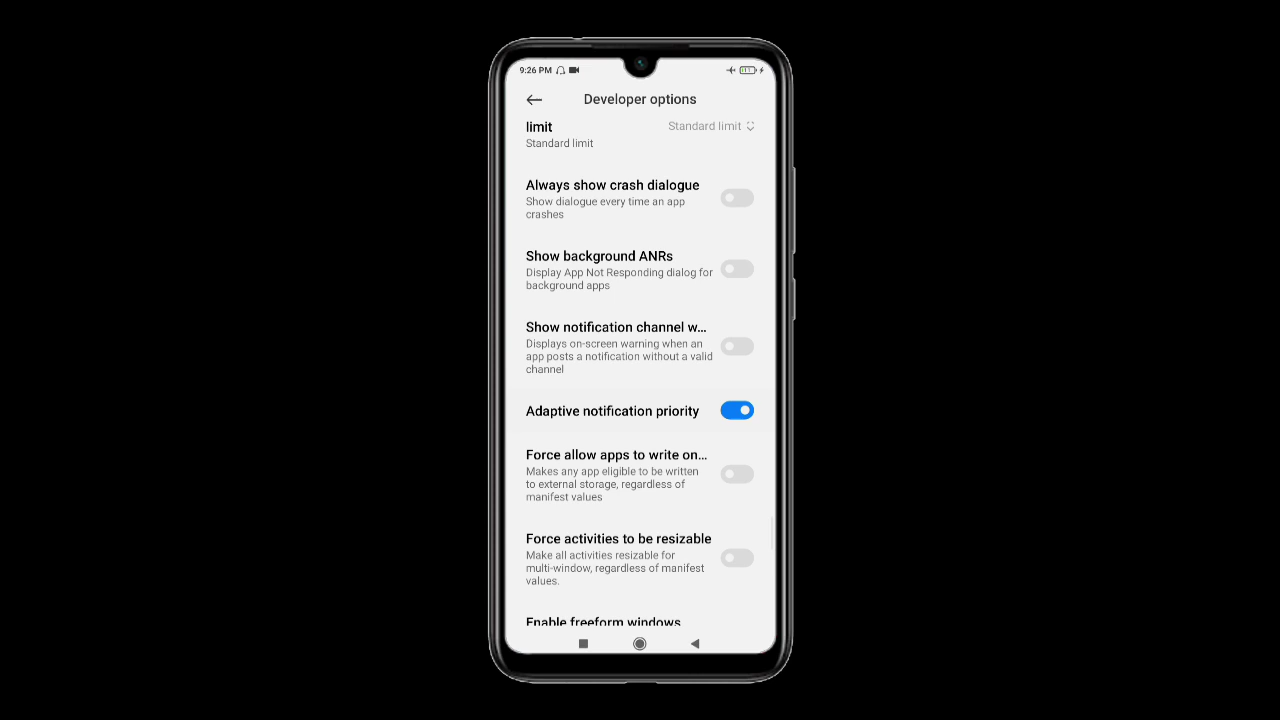 9:26 PM
Developer options
limit
Standard limit
Standard limit
Always show crash dialogue
Show dialogue every time an app
crashes
Show background ANRs
Display App Not Responding dialog for
background apps
Show notification channel w...
Displays on-screen warning when an
app posts a notification without a valid
channel
Adaptive notification priority
Force allow apps to write on...
Makes any app eligible to be written
to external storage, regardless of
manifest values
Force activities to be resizable
Make all activities resizable for
multi-window, regardless of manifest
values.
Enable freeform windows